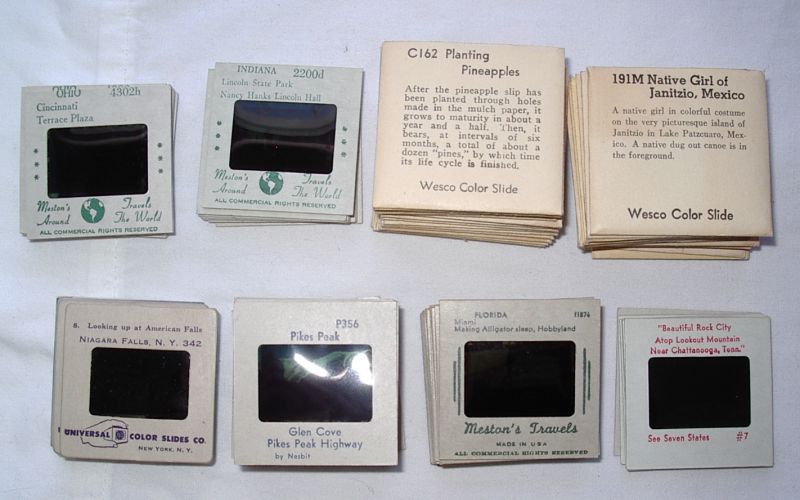 OHIO 4302h
Cincinnati
Terrace Plaza
Meston's Travels
Around The World
ALL COMMERCIAL RIGHTS RESERVED
INDIANA 2200d
Lincoln State Park
Nancy Hanks Lincoln Hall
Meston's Travels
Around The World
ALL COMMERCIAL RIGHTS RESERVED
C162 Planting
Pineapples
After the pineapple slip has
been planted through holes
made in the mulch paper, it
grows to maturity in about a
year and a half. Then, it
bears, at intervals of six
months, a total of about a
dozen "pines," by which time
its life cycle is finished.
Wesco Color Slide
191M Native Girl of
Janitzio, Mexico
A native girl in colorful costume
on the very picturesque island of
Janitzio in Lake Patzcuaro, Mex-
ico. A native dug out canoe is in
the foreground.
Wesco Color Slide
8. Looking up at American Falls
NIAGARA FALLS, N. Y. 342
UNIVERSAL COLOR SLIDES CO.
NEW YORK, N. Y.
P356
Pikes Peak
Glen Cove
Pikes Peak Highway
by Nesbit
FLORIDA
Miami
Making Alligator sleep, Hobbyland
Meston's Travels
MADE IN USA
ALL COMMERCIAL RIGHTS RESERVED
"Beautiful Rock City
Atop Lookout Mountain
Near Chattanooga, Tenn."
See Seven States #7